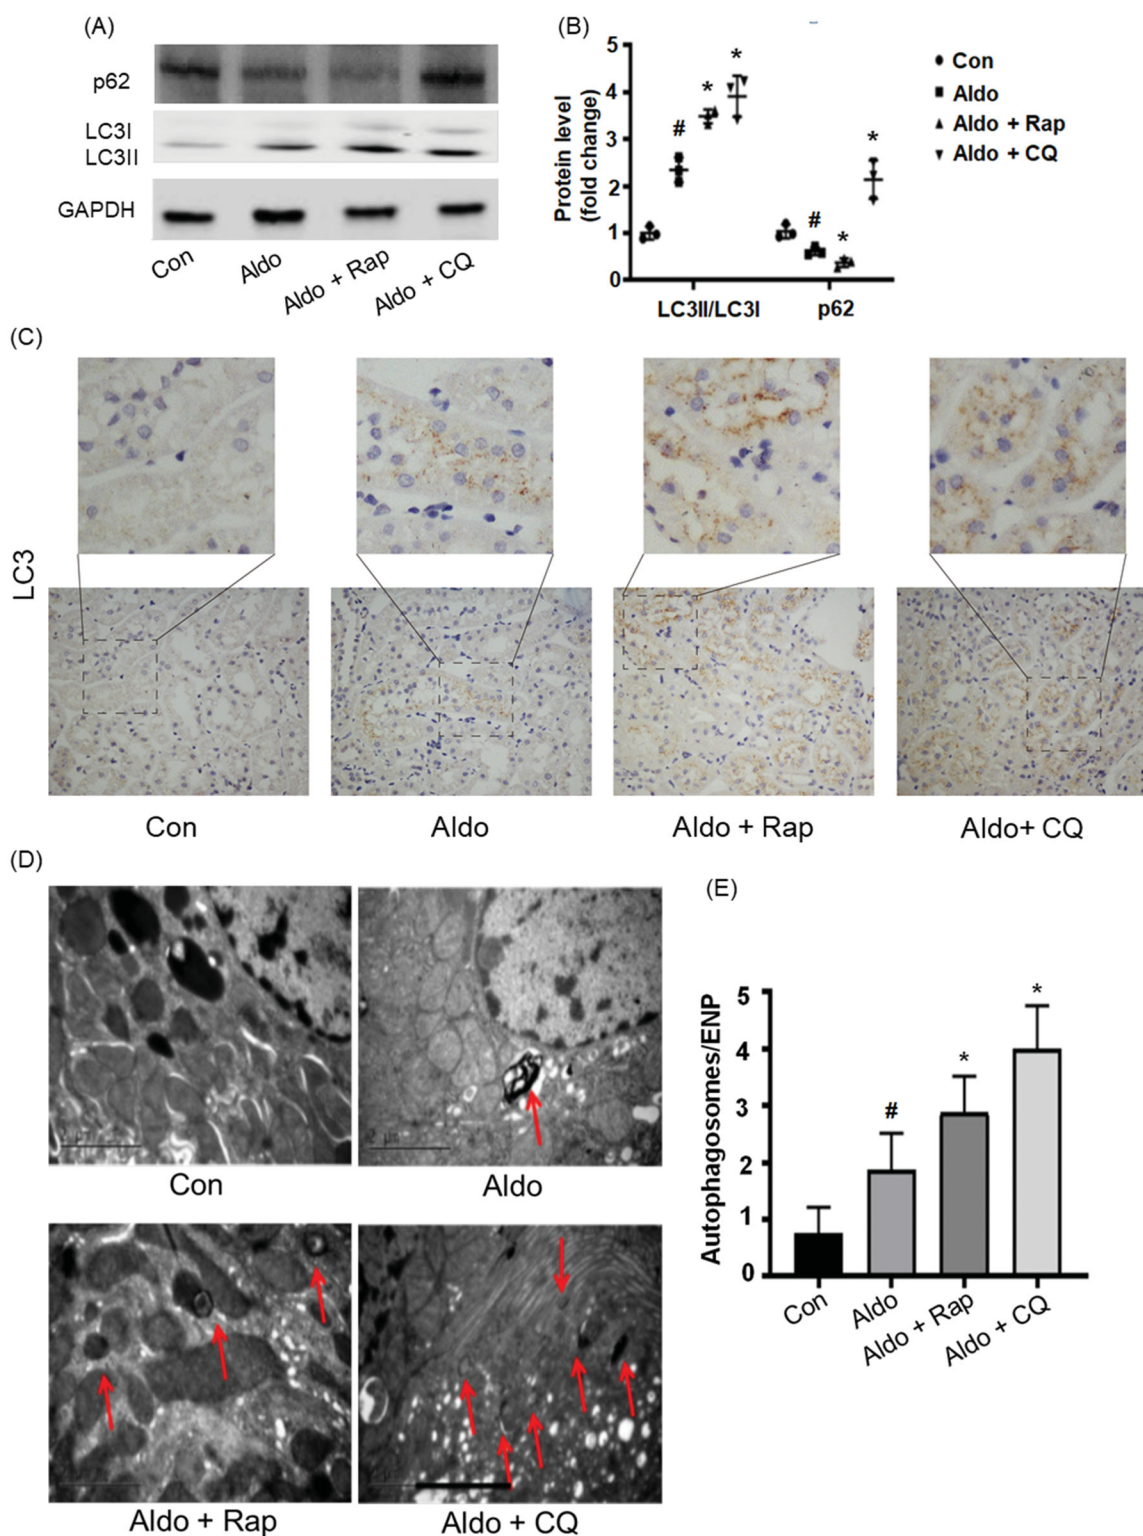 (A)
p62
LC3I
LC3II
GAPDH
Con
Aldo
Aldo + Rap
Aldo + CQ
(B)
Protein level
(fold change)
5
4
3
2
1
0
#
*
*
#
*
*
LC3II/LC3I
p62
Con
Aldo
Aldo + Rap
Aldo + CQ
(C)
LC3
Con
Aldo
Aldo + Rap
Aldo+ CQ
(D)
Con
Aldo
Aldo + Rap
Aldo + CQ
(E)
Autophagosomes/ENP
5
4
3
2
1
0
#
*
*
Con
Aldo
Aldo + Rap
Aldo + CQ